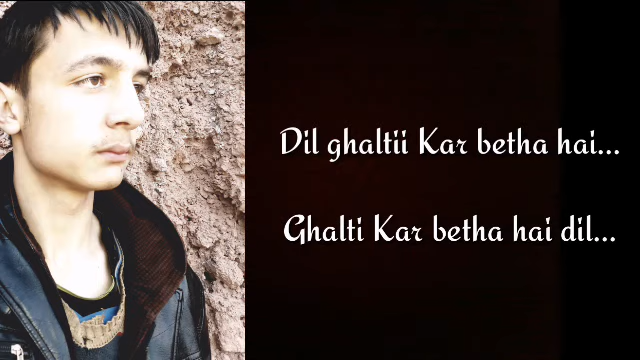 Dil ghaltii Kar betha hai...
Ghalti Kar betha hai dil...